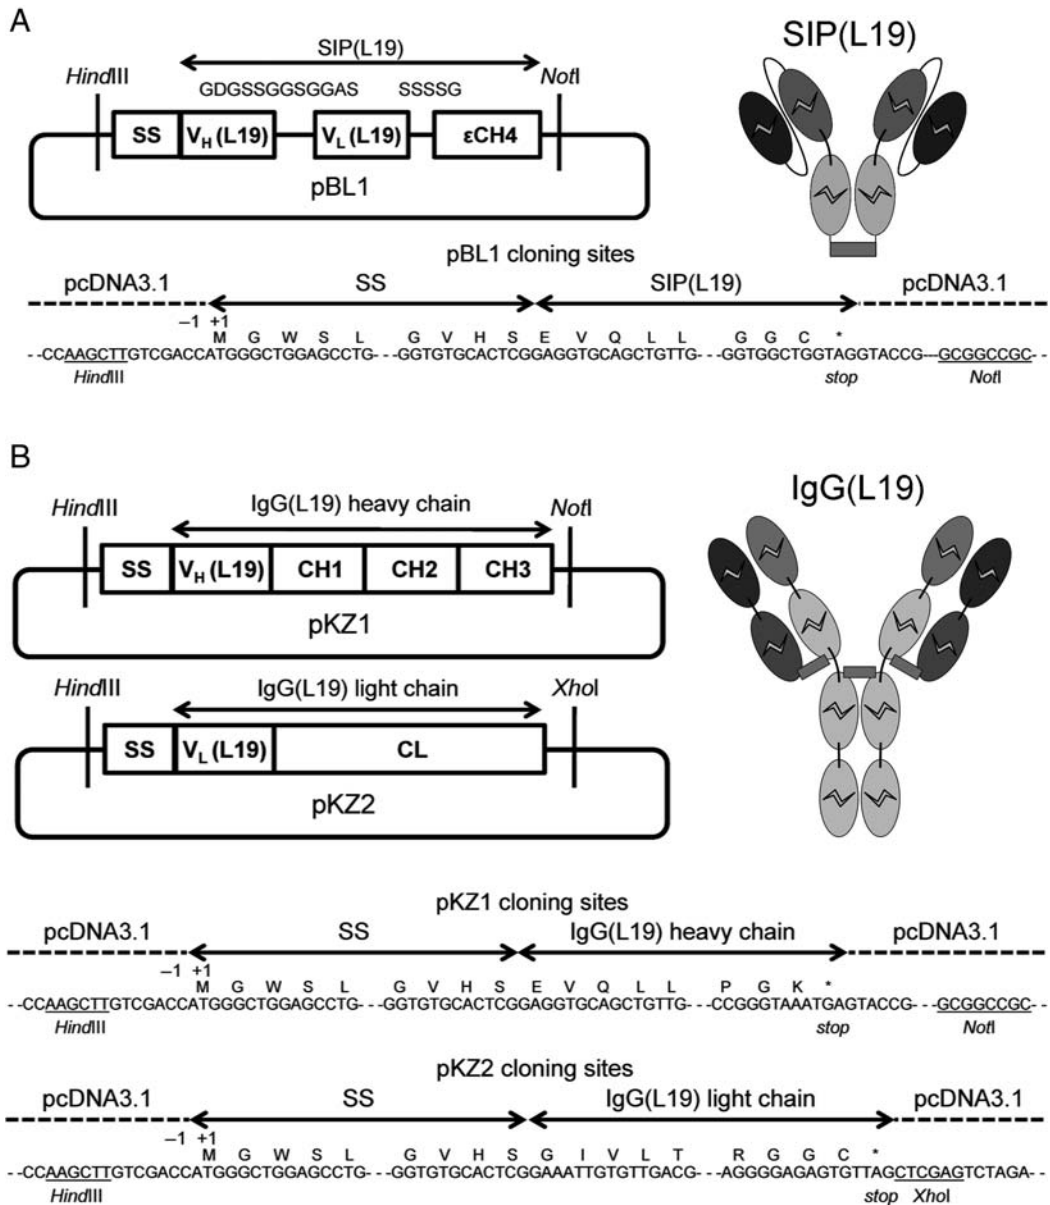 A
SIP(L19)
SIP(L19)
HindIII
NotI
GDGSSGGSGGAS SSSSG
SS VH (L19) VL (L19) εCH4
pBL1
pBL1 cloning sites
pcDNA3.1 SS SIP(L19) pcDNA3.1
–1 +1
M G W S L G V H S E V Q L L G G C *
--CCAAGCTTGTCGACCATGGGCTGGAGCCTG---GGTGTGCACTCGGAGGTGCAGCTGTTG---GGTGGCTGGTAGGTACCG---GCGGCCGC--
HindIII stop NotI
B
IgG(L19)
HindIII IgG(L19) heavy chain NotI
SS VH (L19) CH1 CH2 CH3
pKZ1
HindIII IgG(L19) light chain XhoI
SS VL (L19) CL
pKZ2
pKZ1 cloning sites
pcDNA3.1 SS IgG(L19) heavy chain pcDNA3.1
–1 +1
M G W S L G V H S E V Q L L P G K *
--CCAAGCTTGTCGACCATGGGCTGGAGCCTG---GGTGTGCACTCGGAGGTGCAGCTGTTG---CCGGGTAAATGAGTACCG---GCGGCCGC--
HindIII stop NotI
pKZ2 cloning sites
pcDNA3.1 SS IgG(L19) light chain pcDNA3.1
–1 +1
M G W S L G V H S G I V L T R G G C *
--CCAAGCTTGTCGACCATGGGCTGGAGCCTG---GGTGTGCACTCGGAAATTGTGTTGACG---AGGGGAGAGTGTTAGCTCGAGTCTAGA--
HindIII stop XhoI